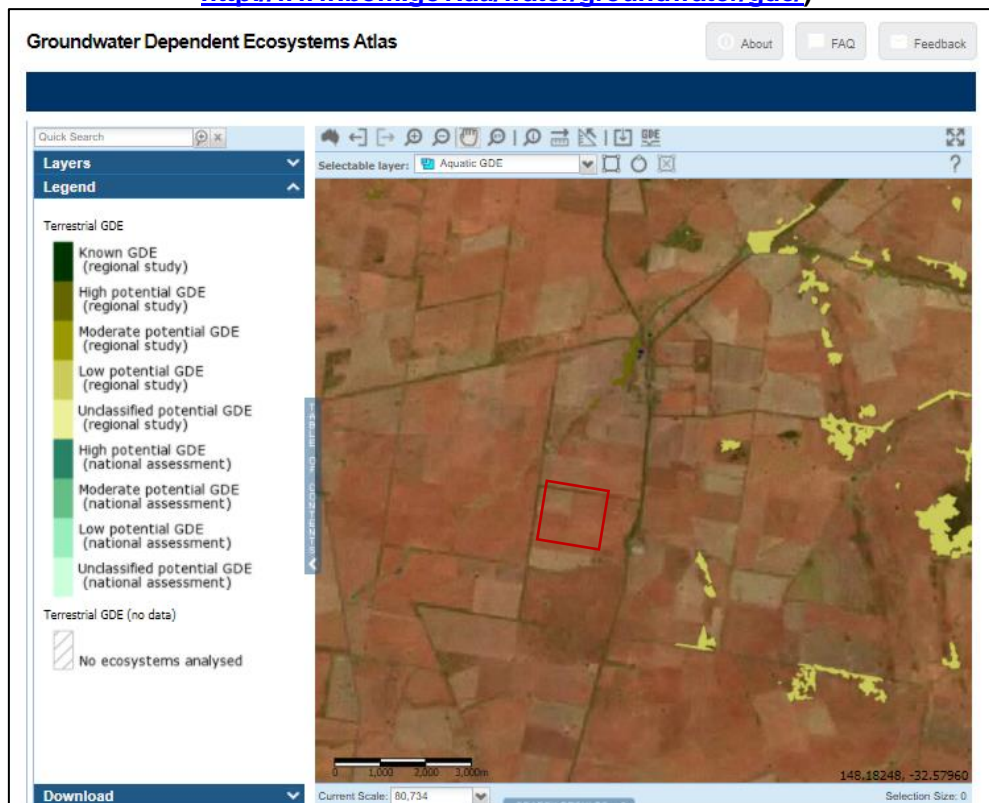 Groundwater Dependent Ecosystems Atlas
About
FAQ
Feedback
Quick Search
Layers
Legend
Selectable layer: Aquatic GDE
GDE
?
Terrestrial GDE
Known GDE
(regional study)
High potential GDE
(regional study)
Moderate potential GDE
(regional study)
Low potential GDE
(regional study)
Unclassified potential GDE
(regional study)
High potential GDE
(national assessment)
Moderate potential GDE
(national assessment)
Low potential GDE
(national assessment)
Unclassified potential GDE
(national assessment)
Terrestrial GDE (no data)
No ecosystems analysed
TABLE OF CONTENTS
0 1,000 2,000 3,000m
148.18248, -32.57960
Download
Current Scale: 80,734
Selection Size: 0